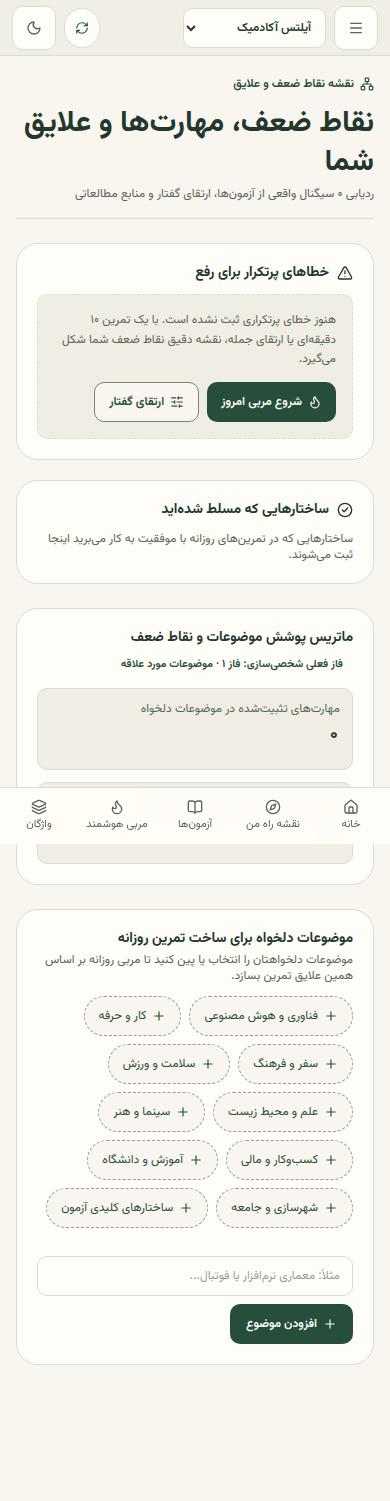 آیلتس آکادمیک
نقشه نقاط ضعف و علایق
نقاط ضعف، مهارت‌ها و علایق
شما
ردیابی ۰ سیگنال واقعی از آزمون‌ها، ارتقای گفتار و منابع مطالعاتی
خطاهای پرتکرار برای رفع
هنوز خطای پرتکراری ثبت نشده است. با یک تمرین ۱۰
دقیقه‌ای یا ارتقای جمله، نقشه دقیق نقاط ضعف شما شکل
می‌گیرد.
شروع مربی امروز
ارتقای گفتار
ساختارهایی که مسلط شده‌اید
ساختارهایی که در تمرین‌های روزانه با موفقیت به کار می‌برید اینجا
ثبت می‌شوند.
ماتریس پوشش موضوعات و نقاط ضعف
فاز فعلی شخصی‌سازی: فاز ۱ · موضوعات مورد علاقه
مهارت‌های تثبیت‌شده در موضوعات دلخواه
۰
خانه
نقشه راه من
آزمون‌ها
مربی هوشمند
واژگان
موضوعات دلخواه برای ساخت تمرین روزانه
موضوعات دلخواهتان را انتخاب یا پین کنید تا مربی روزانه بر اساس
همین علایق تمرین بسازد.
+ فناوری و هوش مصنوعی
+ کار و حرفه
+ سفر و فرهنگ
+ سلامت و ورزش
+ علم و محیط زیست
+ سینما و هنر
+ کسب‌وکار و مالی
+ آموزش و دانشگاه
+ شهرسازی و جامعه
+ ساختارهای کلیدی آزمون
مثلاً: معماری نرم‌افزار یا فوتبال...
+ افزودن موضوع